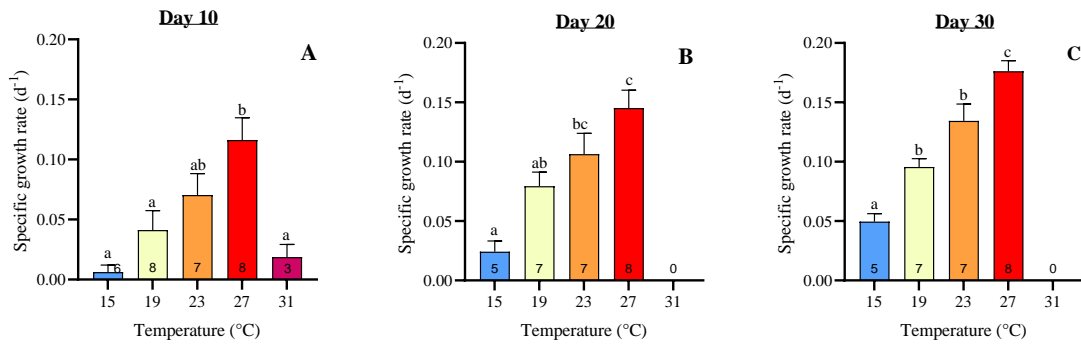 Day 10
A
Specific growth rate (d⁻¹)
0.20
0.15
0.10
0.05
0.00
a a ab b a
6 8 7 8 3
15 19 23 27 31
Temperature (°C)
Day 20
B
Specific growth rate (d⁻¹)
0.20
0.15
0.10
0.05
0.00
a ab bc c
5 7 7 8 0
15 19 23 27 31
Temperature (°C)
Day 30
C
Specific growth rate (d⁻¹)
0.20
0.15
0.10
0.05
0.00
a b b c
5 7 7 8 0
15 19 23 27 31
Temperature (°C)